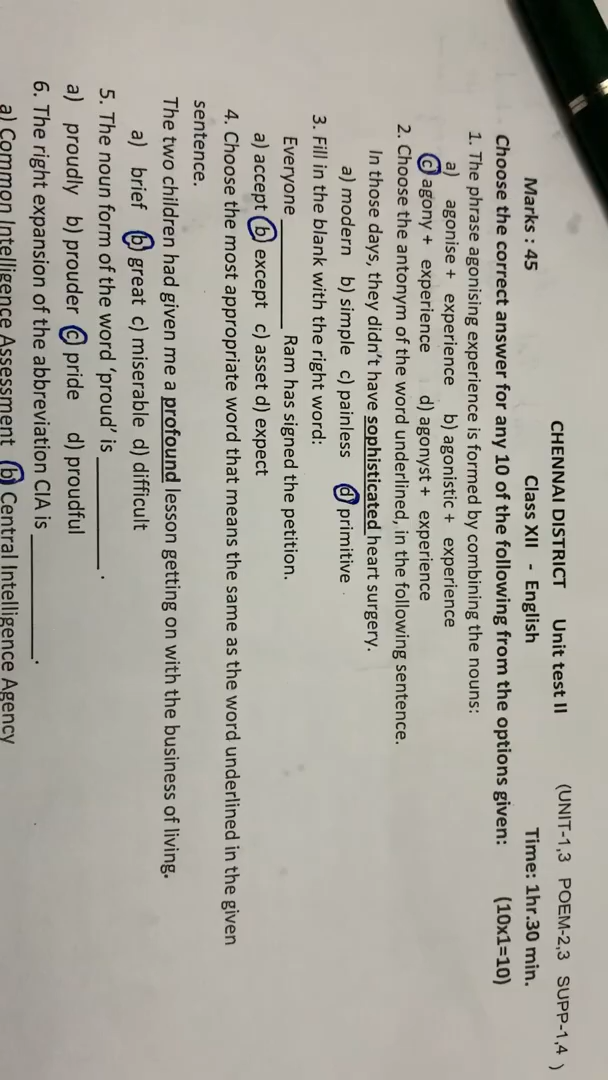 CHENNAI DISTRICT Unit test II (UNIT-1,3 POEM-2,3 SUPP-1,4 )
Marks : 45 Class XII - English Time: 1hr.30 min.
Choose the correct answer for any 10 of the following from the options given: (10x1=10)
1. The phrase agonising experience is formed by combining the nouns:
a) agonise + experience b) agonistic + experience
c) agony + experience d) agonyst + experience
2. Choose the antonym of the word underlined, in the following sentence.
In those days, they didn't have sophisticated heart surgery.
a) modern b) simple c) painless d) primitive
3. Fill in the blank with the right word:
Everyone ________ Ram has signed the petition.
a) accept b) except c) asset d) expect
4. Choose the most appropriate word that means the same as the word underlined in the given
sentence.
The two children had given me a profound lesson getting on with the business of living.
a) brief b) great c) miserable d) difficult
5. The noun form of the word 'proud' is ________.
a) proudly b) prouder c) pride d) proudful
6. The right expansion of the abbreviation CIA is ________.
a) Common Intelligence Assessment b) Central Intelligence Agency